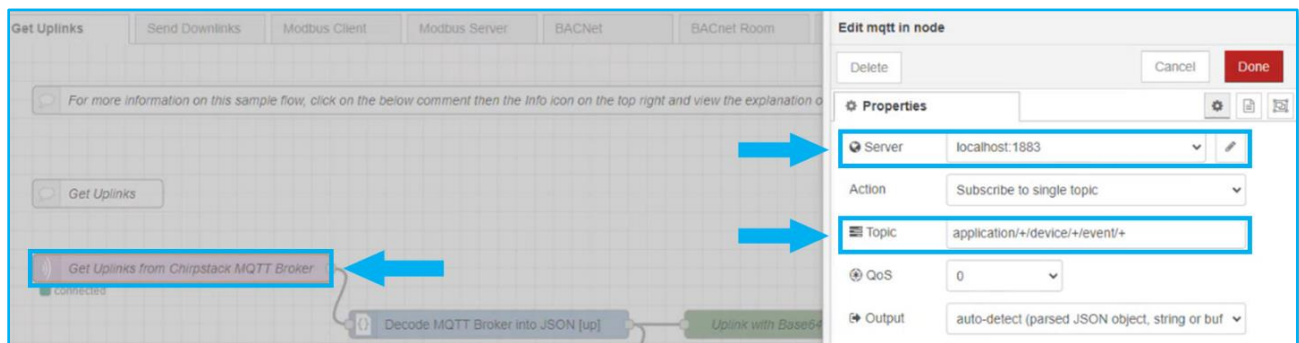 Get Uplinks Send Downlinks Modbus Client Modbus Server BACNet BACnet Room
For more information on this sample flow, click on the below comment then the Info icon on the top right and view the explanation o
Get Uplinks
Get Uplinks from Chirpstack MQTT Broker
connected
Decode MQTT Broker into JSON [up]
Uplink with Base64
Edit mqtt in node
Delete Cancel Done
Properties
Server localhost:1883
Action Subscribe to single topic
Topic application/+/device/+/event/+
QoS 0
Output auto-detect (parsed JSON object, string or buf